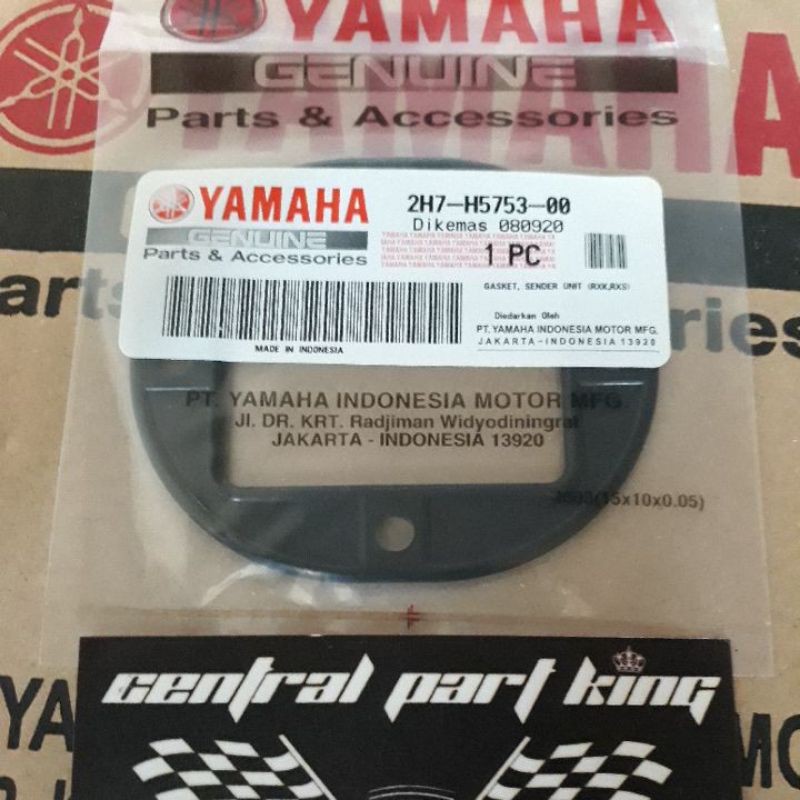 YAMAHA
GENUINE
Parts & Accessories
YAMAHA
GENUINE
Parts & Accessories
2H7-H5753-00
Dikemas 080920
1 PC
GASKET, SENDER UNIT (RXK,RXS)
Diedarkan Oleh
PT. YAMAHA INDONESIA MOTOR MFG.
JAKARTA-INDONESIA 13920
MADE IN INDONESIA
PT. YAMAHA INDONESIA MOTOR MFG
Jl. DR. KRT. Radjiman Widyodiningrat
JAKARTA - INDONESIA 13920
(15x10x0.05)
central part king